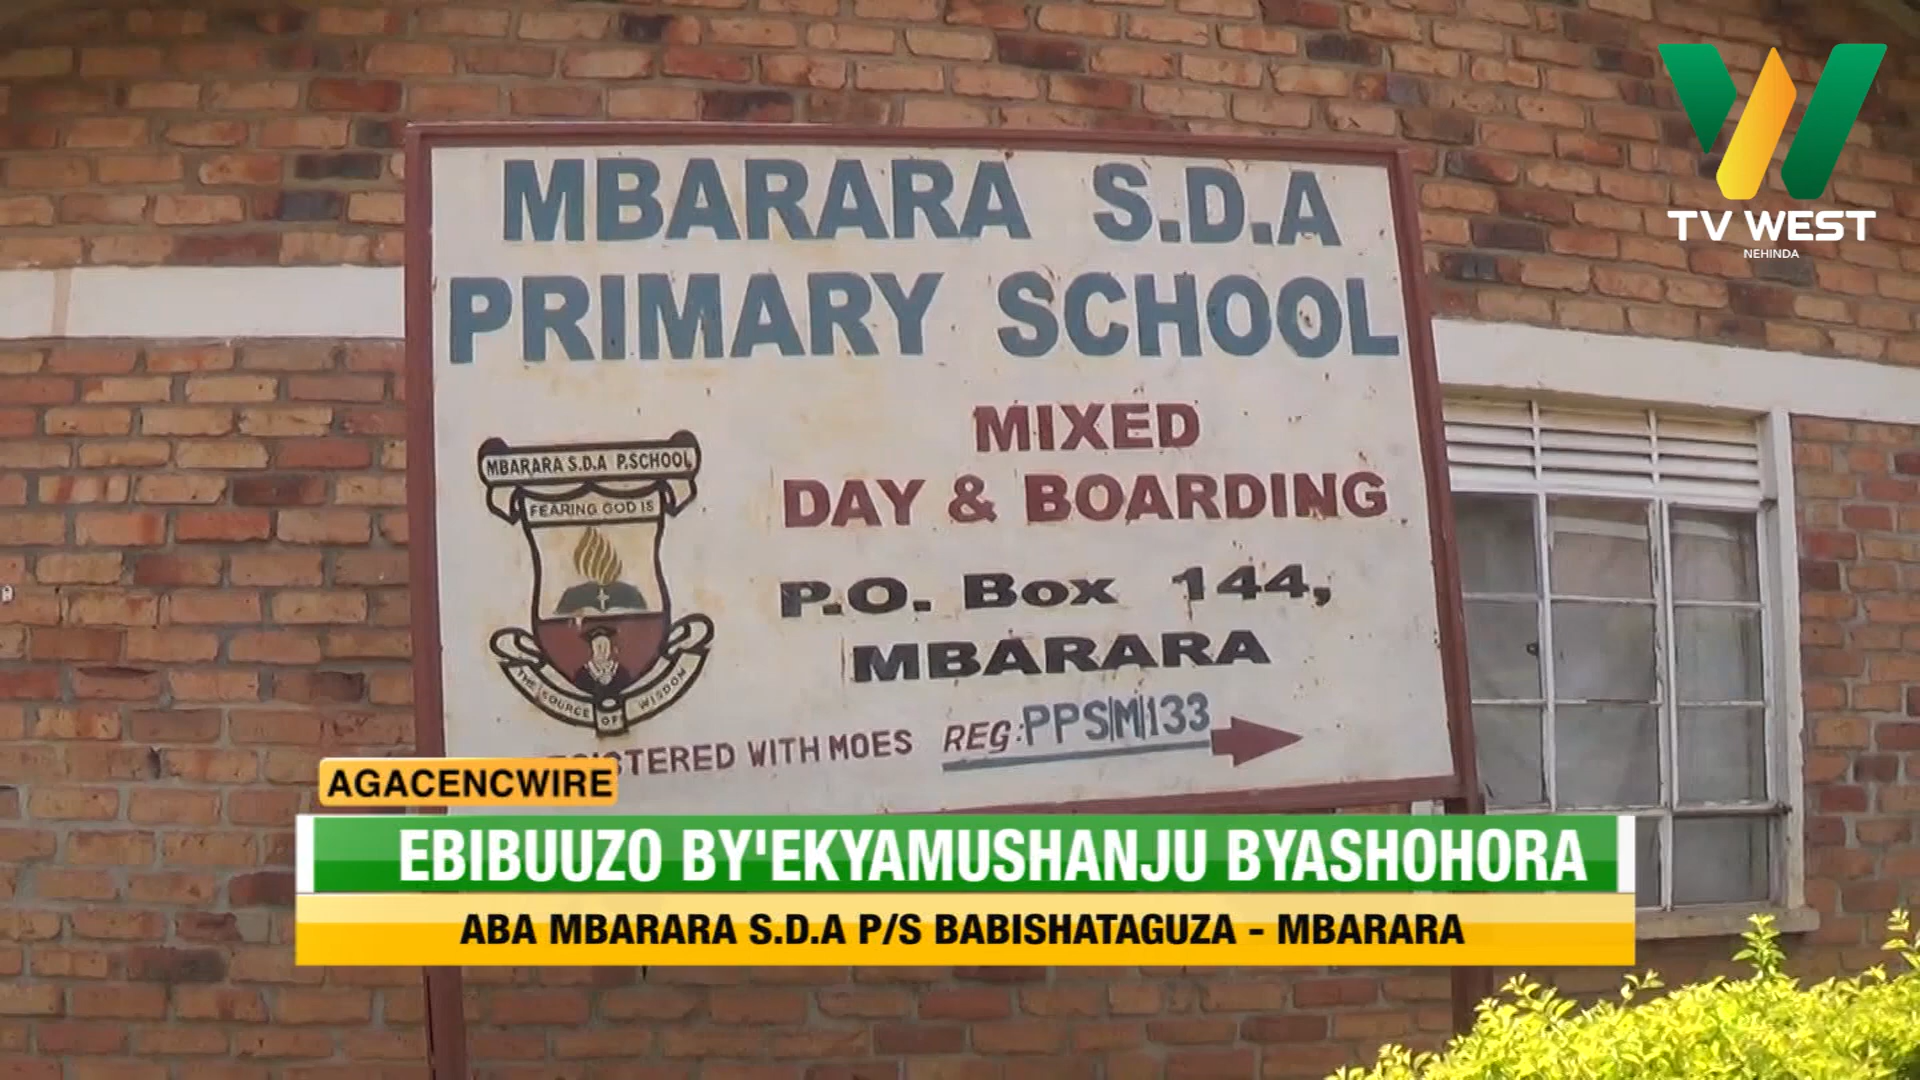 TV WEST
NEHINDA
MBARARA S.D.A
PRIMARY SCHOOL
MIXED
DAY & BOARDING
P.O. Box 144,
MBARARA
MBARARA S.D.A P.SCHOOL
FEARING GOD IS
THE SOURCE OF WISDOM
WITH MOES REG:PPS|M|133
AGACENCWIRE
EBIBUUZO BY'EKYAMUSHANJU BYASHOHORA
ABA MBARARA S.D.A P/S BABISHATAGUZA - MBARARA